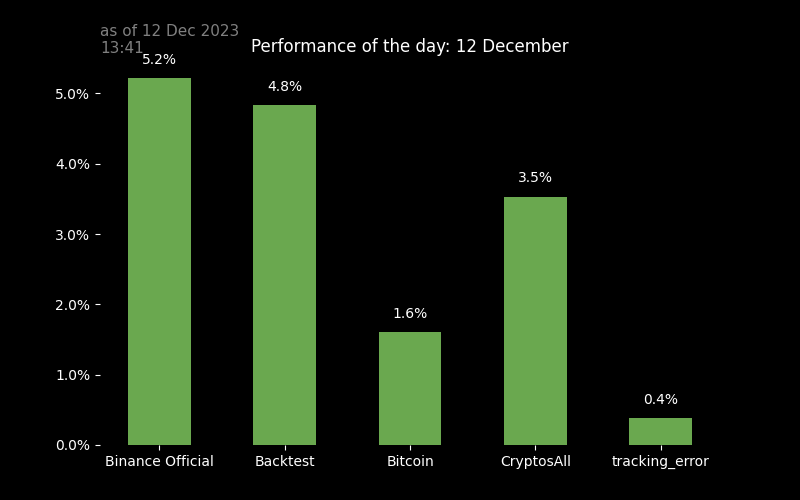 as of 12 Dec 2023
13:41
Performance of the day: 12 December
5.2%
4.8%
3.5%
1.6%
0.4%
5.0%
4.0%
3.0%
2.0%
1.0%
0.0%
Binance Official
Backtest
Bitcoin
CryptosAll
tracking_error